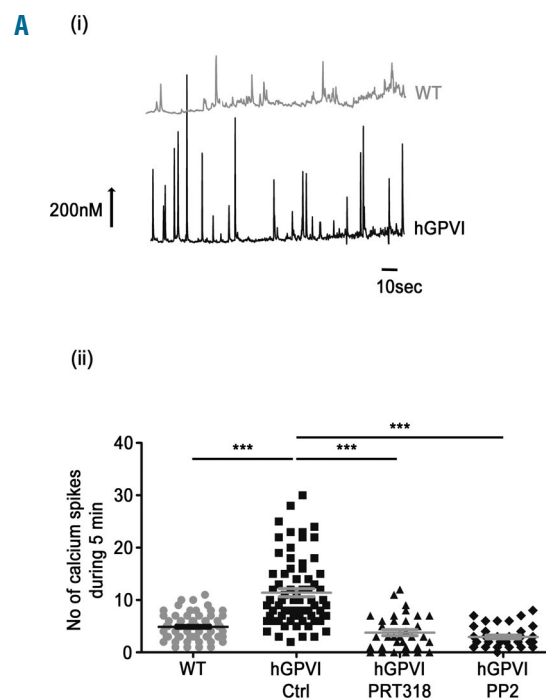 A
(i)
WT
200nM
hGPVI
10sec
(ii)
***
*** ***
40
30
20
10
0
No of calcium spikes
during 5 min
WT hGPVI hGPVI hGPVI
Ctrl PRT318 PP2